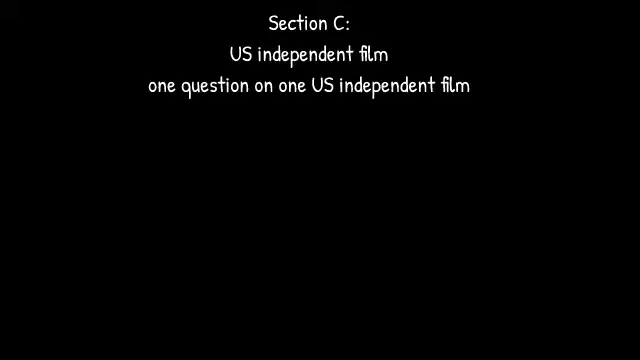 Section C:
US independent film
one question on one US independent film